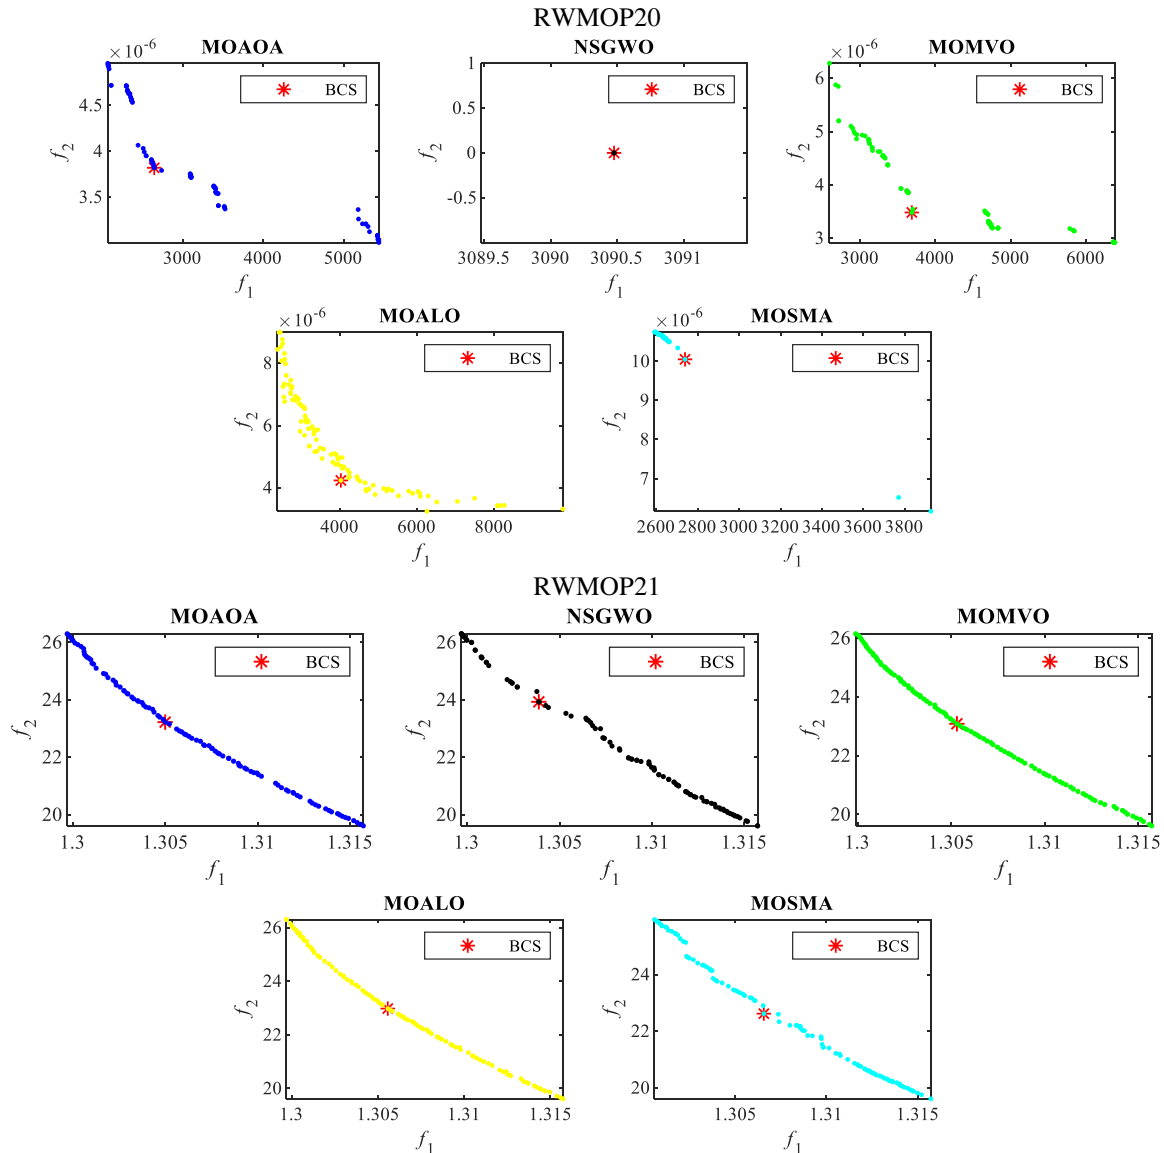 RWMOP20
MOAOA
×10^-6
4.5
4
3.5
f2
BCS
3000 4000 5000
f1
NSGWO
1
0.5
0
-0.5
f2
BCS
3089.5 3090 3090.5 3091
f1
MOMVO
×10^-6
6
5
4
3
f2
BCS
3000 4000 5000 6000
f1
MOALO
×10^-6
8
6
4
f2
BCS
4000 6000 8000
f1
MOSMA
×10^-6
10
9
8
7
f2
BCS
2600 2800 3000 3200 3400 3600 3800
f1
RWMOP21
MOAOA
26
24
22
20
f2
BCS
1.3 1.305 1.31 1.315
f1
NSGWO
26
24
22
20
f2
BCS
1.3 1.305 1.31 1.315
f1
MOMVO
26
24
22
20
f2
BCS
1.3 1.305 1.31 1.315
f1
MOALO
26
24
22
20
f2
BCS
1.3 1.305 1.31 1.315
f1
MOSMA
24
22
20
f2
BCS
1.305 1.31 1.315
f1